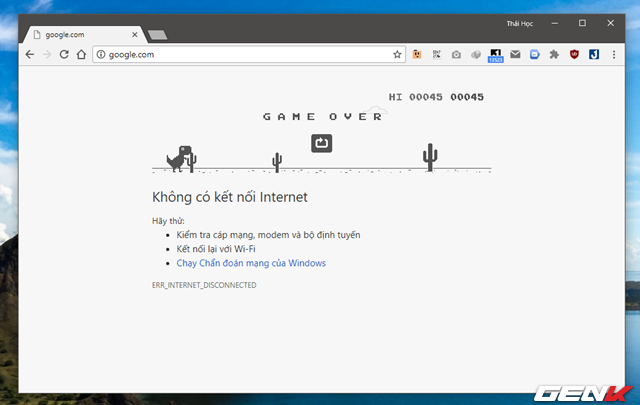 Thái Học
google.com
google.com
13523
HI 00045 00045
GAME OVER
Không có kết nối Internet
Hãy thử:
Kiểm tra cáp mạng, modem và bộ định tuyến
Kết nối lại với Wi-Fi
Chạy Chẩn đoán mạng của Windows
ERR_INTERNET_DISCONNECTED
GENK